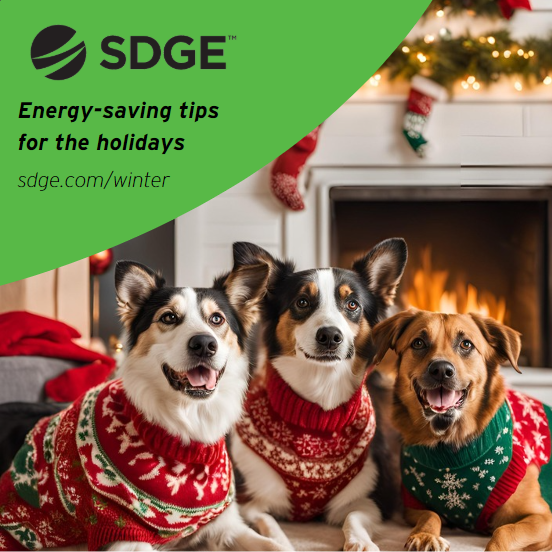 SDGE™
Energy-saving tips
for the holidays
sdge.com/winter